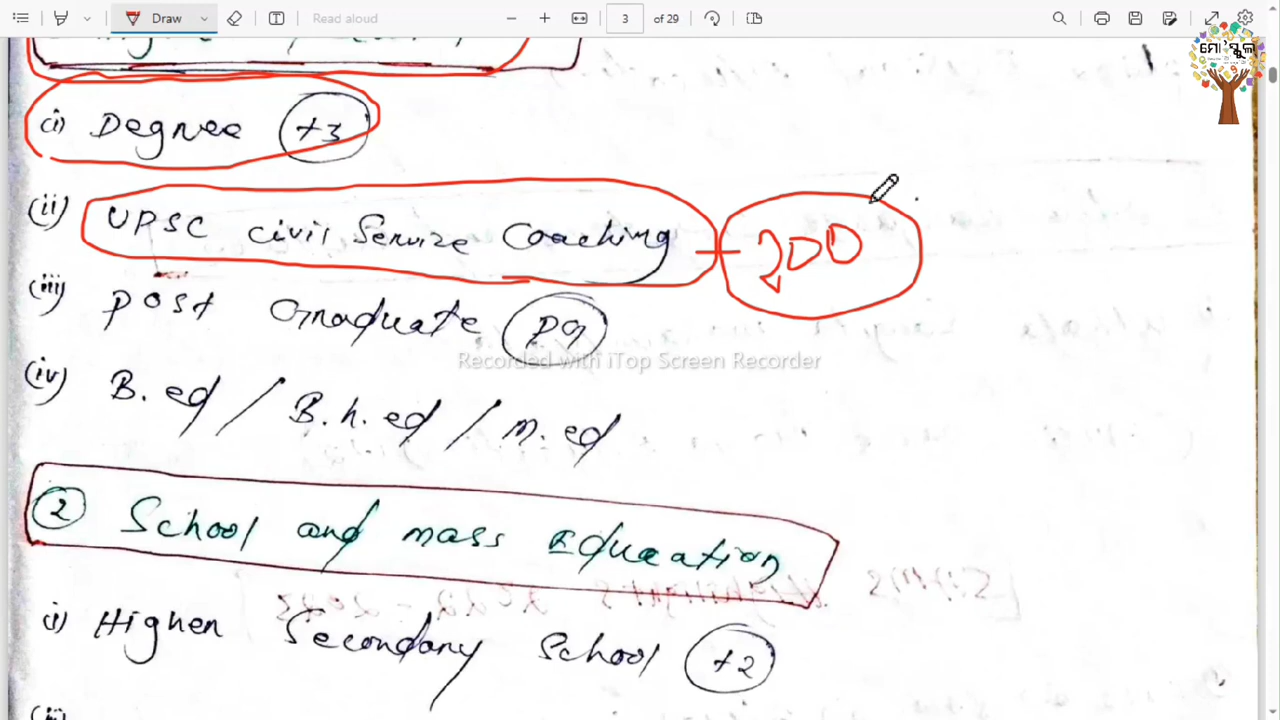 Draw
Read aloud
3 of 29
ମୋ ସ୍କୁଲ
(i) Degree +3
(ii) UPSC civil Service Coaching - 200
(iii) Post Graduate PG
Recorded with iTop Screen Recorder
(iv) B.ed / B.h.ed / M.ed
2 School and mass Education
(i) Higher Secondary School +2